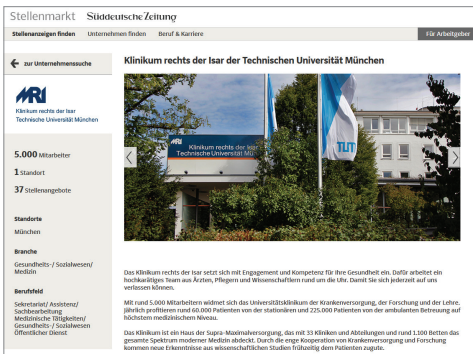 Stellenmarkt Süddeutsche Zeitung
Stellenanzeigen finden Unternehmen finden Beruf & Karriere Für Arbeitgeber
zur Unternehmenssuche
MRI
Klinikum rechts der Isar
Technische Universität München
5.000 Mitarbeiter
1 Standort
37 Stellenangebote
Standorte
München
Branche
Gesundheits-/ Sozialwesen/
Medizin
Berufsfeld
Sekretariat/ Assistenz/
Sachbearbeitung
Medizinische Tätigkeiten/
Gesundheits-/ Sozialwesen
Öffentlicher Dienst
Klinikum rechts der Isar der Technischen Universität München
MRI
Klinikum rechts der Isar
Technische Universität Mü
TUM
Das Klinikum rechts der Isar setzt sich mit Engagement und Kompetenz für Ihre Gesundheit ein. Dafür arbeitet ein
hochkarätiges Team aus Ärzten, Pflegern und Wissenschaftlern rund um die Uhr. Damit Sie sich jederzeit auf uns
verlassen können.
Mit rund 5.000 Mitarbeitern widmet sich das Universitätsklinikum der Krankenversorgung, der Forschung und der Lehre.
Jährlich profitieren rund 60.000 Patienten von der stationären und 225.000 Patienten von der ambulanten Betreuung auf
höchstem medizinischen Niveau.
Das Klinikum ist ein Haus der Supra-Maximalversorgung, das mit 33 Kliniken und Abteilungen und rund 1.100 Betten das
gesamte Spektrum moderner Medizin abdeckt. Durch die enge Kooperation von Krankenversorgung und Forschung
kommen neue Erkenntnisse aus wissenschaftlichen Studien frühzeitig dem Patienten zugute.